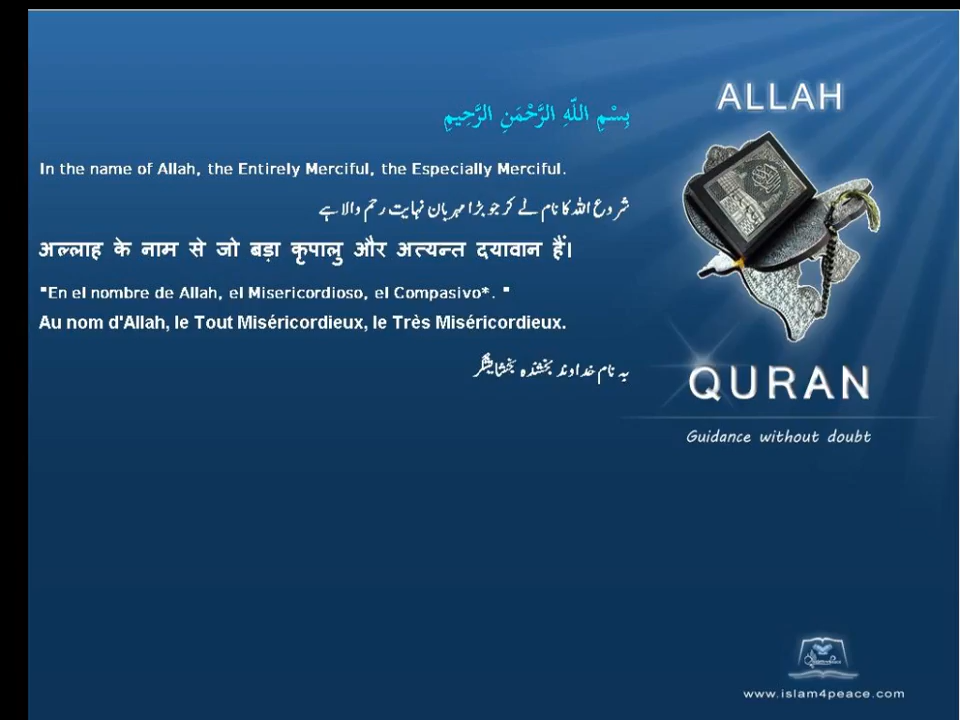 بِسْمِ اللَّهِ الرَّحْمَنِ الرَّحِيمِ
In the name of Allah, the Entirely Merciful, the Especially Merciful.
شروع اللہ کا نام لے کر جو بڑا مہربان نہایت رحم والا ہے
अल्लाह के नाम से जो बड़ा कृपालु और अत्यन्त दयावान हैं।
"En el nombre de Allah, el Misericordioso, el Compasivo*. "
Au nom d'Allah, le Tout Miséricordieux, le Très Miséricordieux.
به نام خداوند بخشنده بخشایشگر
ALLAH
QURAN
Guidance without doubt
www.islam4peace.com